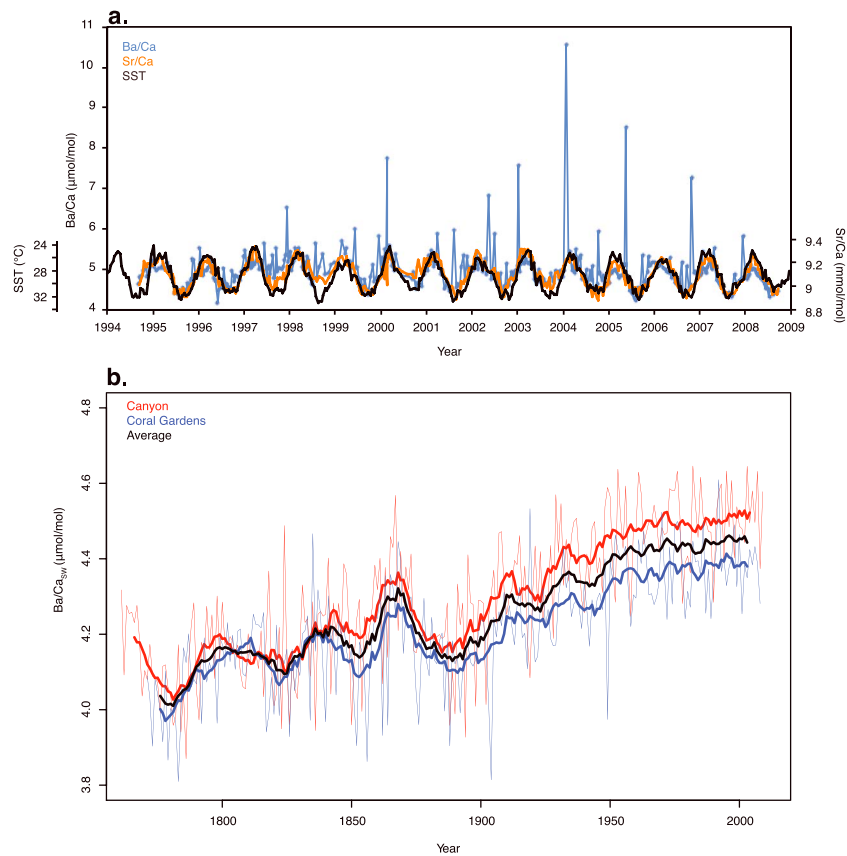 a.
11
10
9
8
7
6
5
4
Ba/Ca (µmol/mol)
Ba/Ca
Sr/Ca
SST
24
28
32
SST (°C)
9.4
9.2
9
8.8
Sr/Ca (mmol/mol)
1994 1995 1996 1997 1998 1999 2000 2001 2002 2003 2004 2005 2006 2007 2008 2009
Year
b.
4.8
4.6
4.4
4.2
4.0
3.8
Ba/CaSW (µmol/mol)
Canyon
Coral Gardens
Average
1800 1850 1900 1950 2000
Year